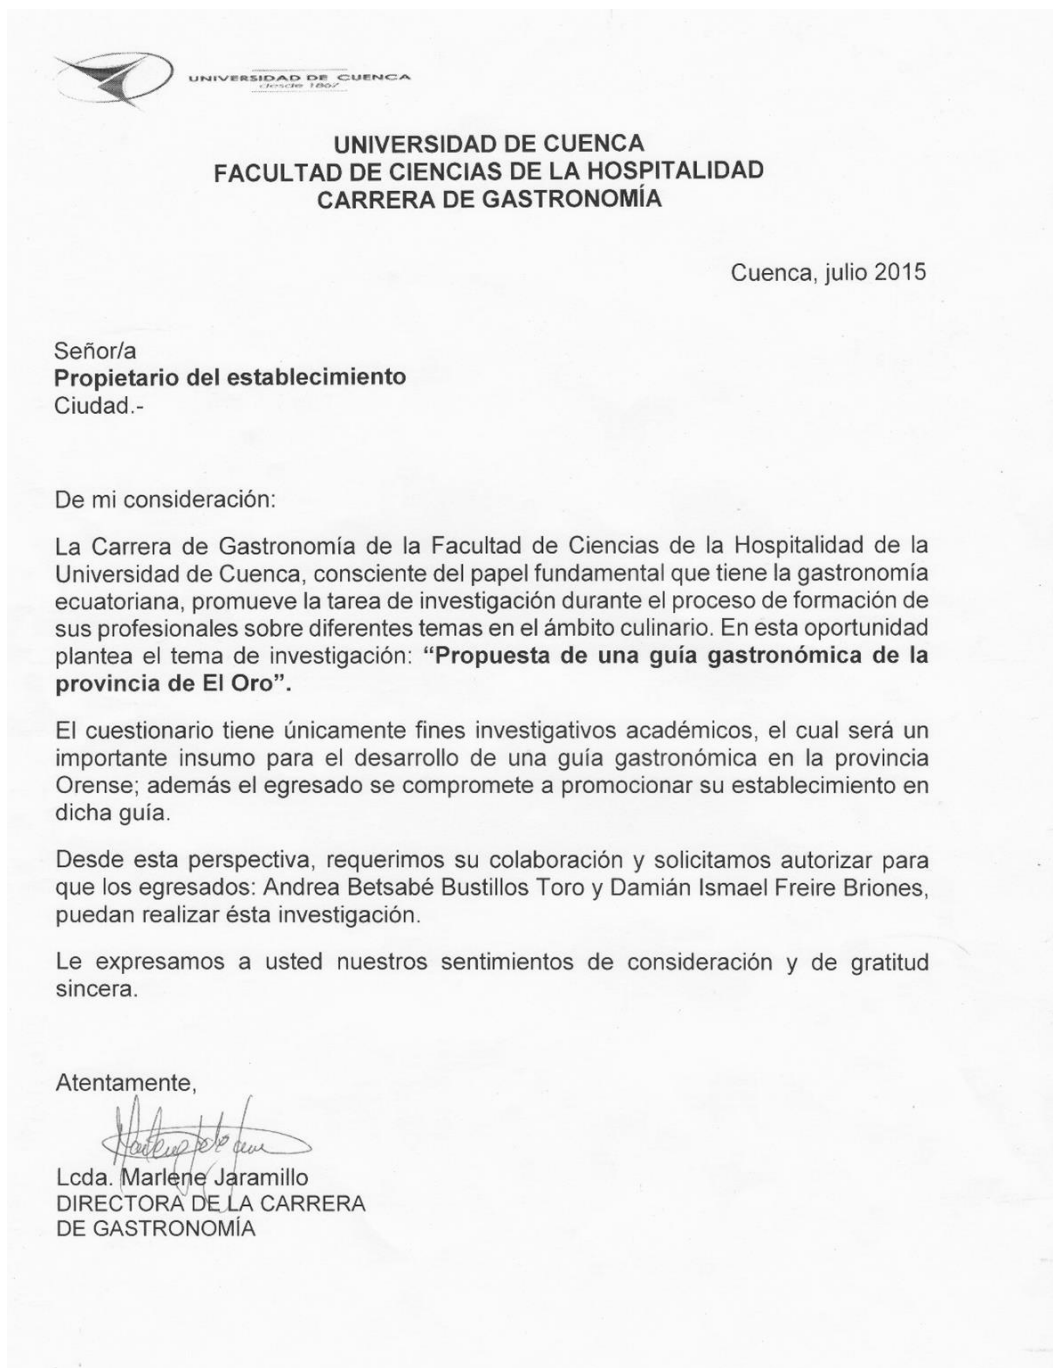 UNIVERSIDAD DE CUENCA
desde 1867
UNIVERSIDAD DE CUENCA
FACULTAD DE CIENCIAS DE LA HOSPITALIDAD
CARRERA DE GASTRONOMÍA
Cuenca, julio 2015
Señor/a
Propietario del establecimiento
Ciudad.-
De mi consideración:
La Carrera de Gastronomía de la Facultad de Ciencias de la Hospitalidad de la
Universidad de Cuenca, consciente del papel fundamental que tiene la gastronomía
ecuatoriana, promueve la tarea de investigación durante el proceso de formación de
sus profesionales sobre diferentes temas en el ámbito culinario. En esta oportunidad
plantea el tema de investigación: “Propuesta de una guía gastronómica de la
provincia de El Oro”.
El cuestionario tiene únicamente fines investigativos académicos, el cual será un
importante insumo para el desarrollo de una guía gastronómica en la provincia
Orense; además el egresado se compromete a promocionar su establecimiento en
dicha guía.
Desde esta perspectiva, requerimos su colaboración y solicitamos autorizar para
que los egresados: Andrea Betsabé Bustillos Toro y Damián Ismael Freire Briones,
puedan realizar ésta investigación.
Le expresamos a usted nuestros sentimientos de consideración y de gratitud
sincera.
Atentamente,
Lcda. Marlene Jaramillo
DIRECTORA DE LA CARRERA
DE GASTRONOMÍA